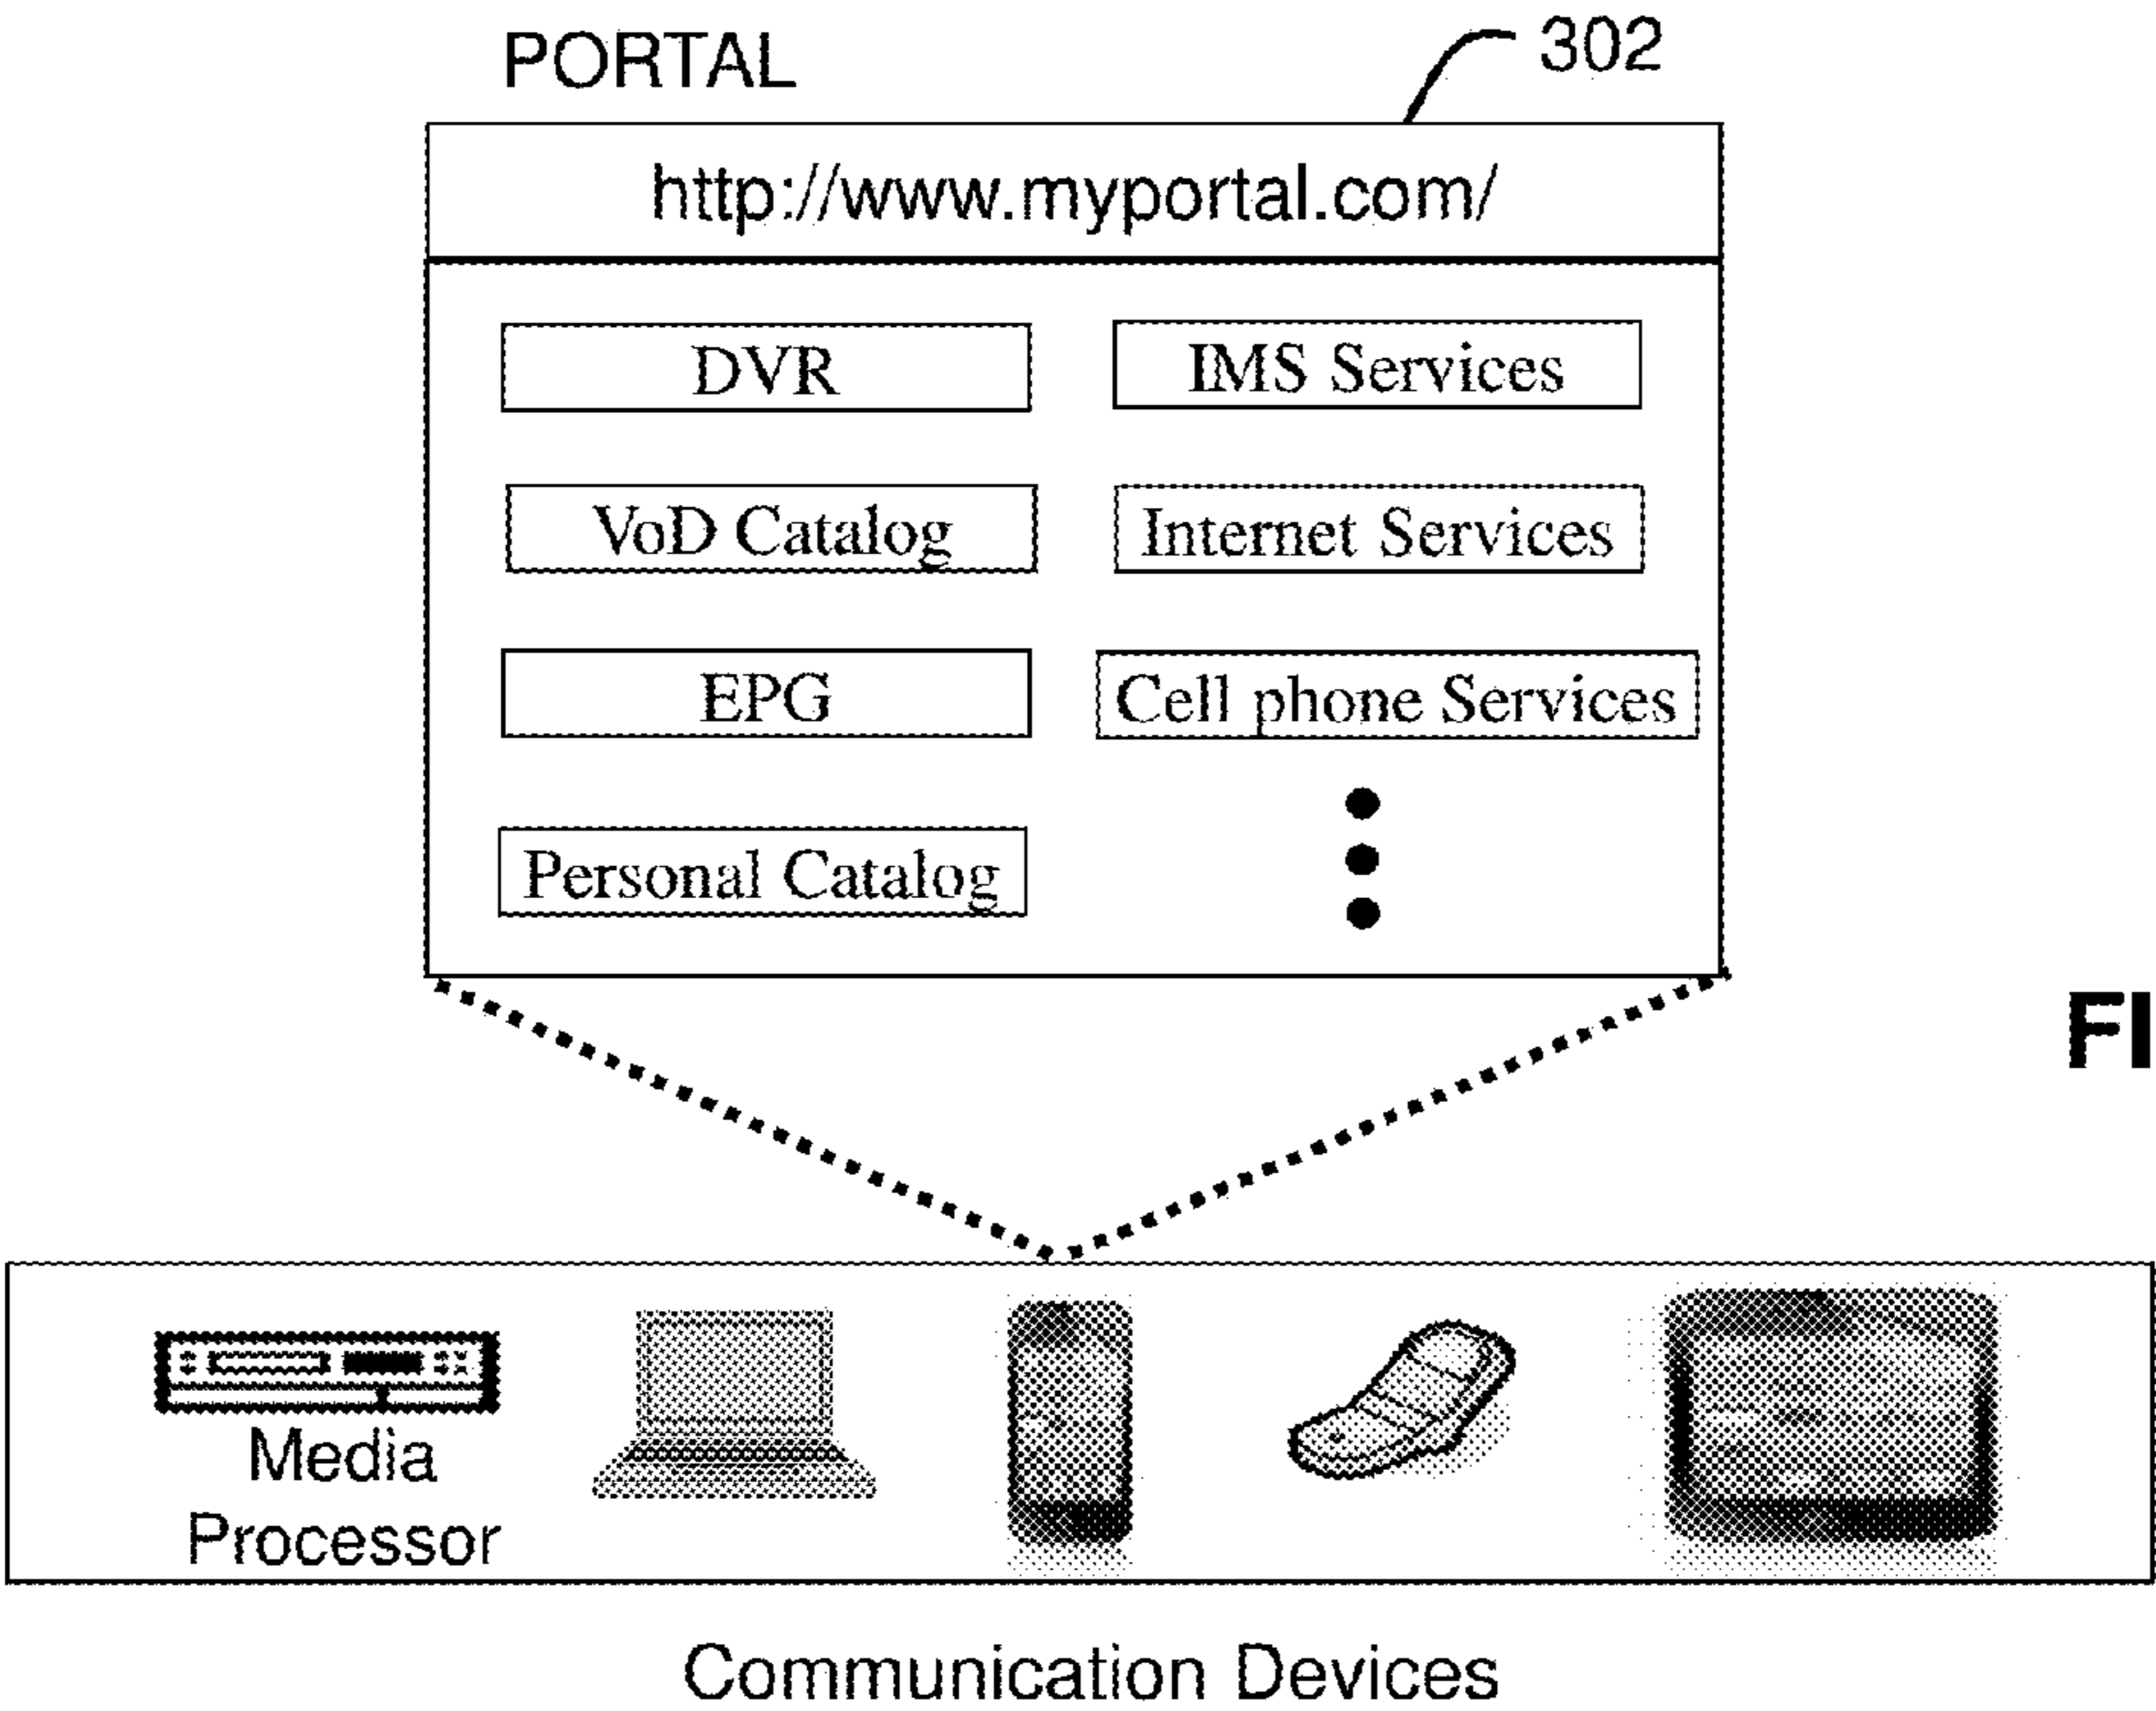 PORTAL
302
http://www.myportal.com/
DVR
IMS Services
VoD Catalog
Internet Services
EPG
Cell phone Services
Personal Catalog
FI
Media
Processor
Communication Devices